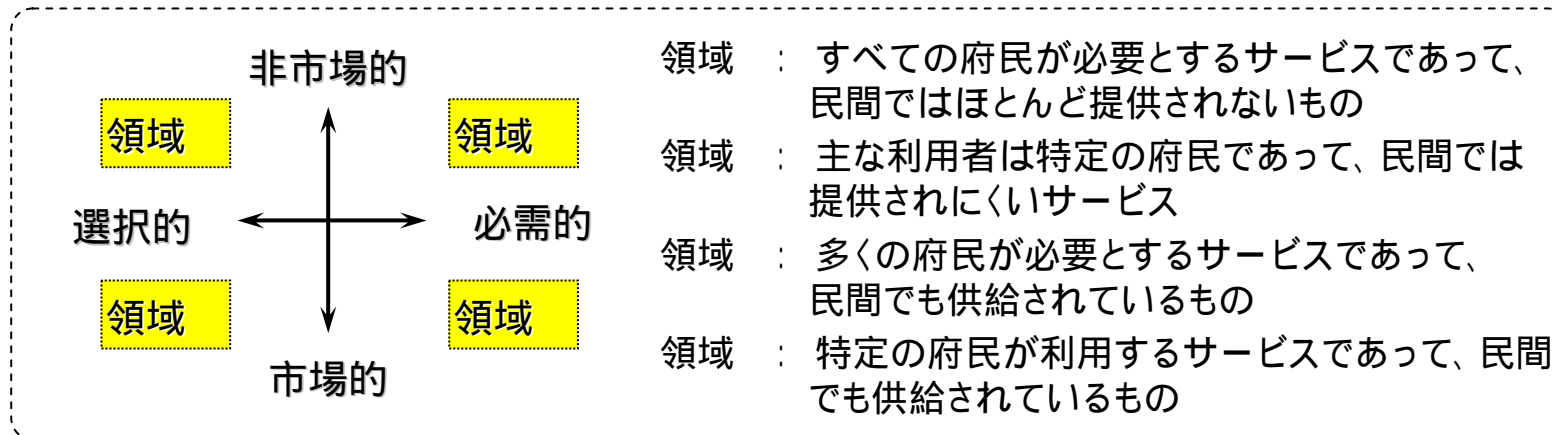 非市場的
領域
領域
選択的
必需的
領域
領域
市場的
領域 : すべての府民が必要とするサービスであって、
民間ではほとんど提供されないもの
領域 : 主な利用者は特定の府民であって、民間では
提供されにくいサービス
領域 : 多くの府民が必要とするサービスであって、
民間でも供給されているもの
領域 : 特定の府民が利用するサービスであって、民間
でも供給されているもの